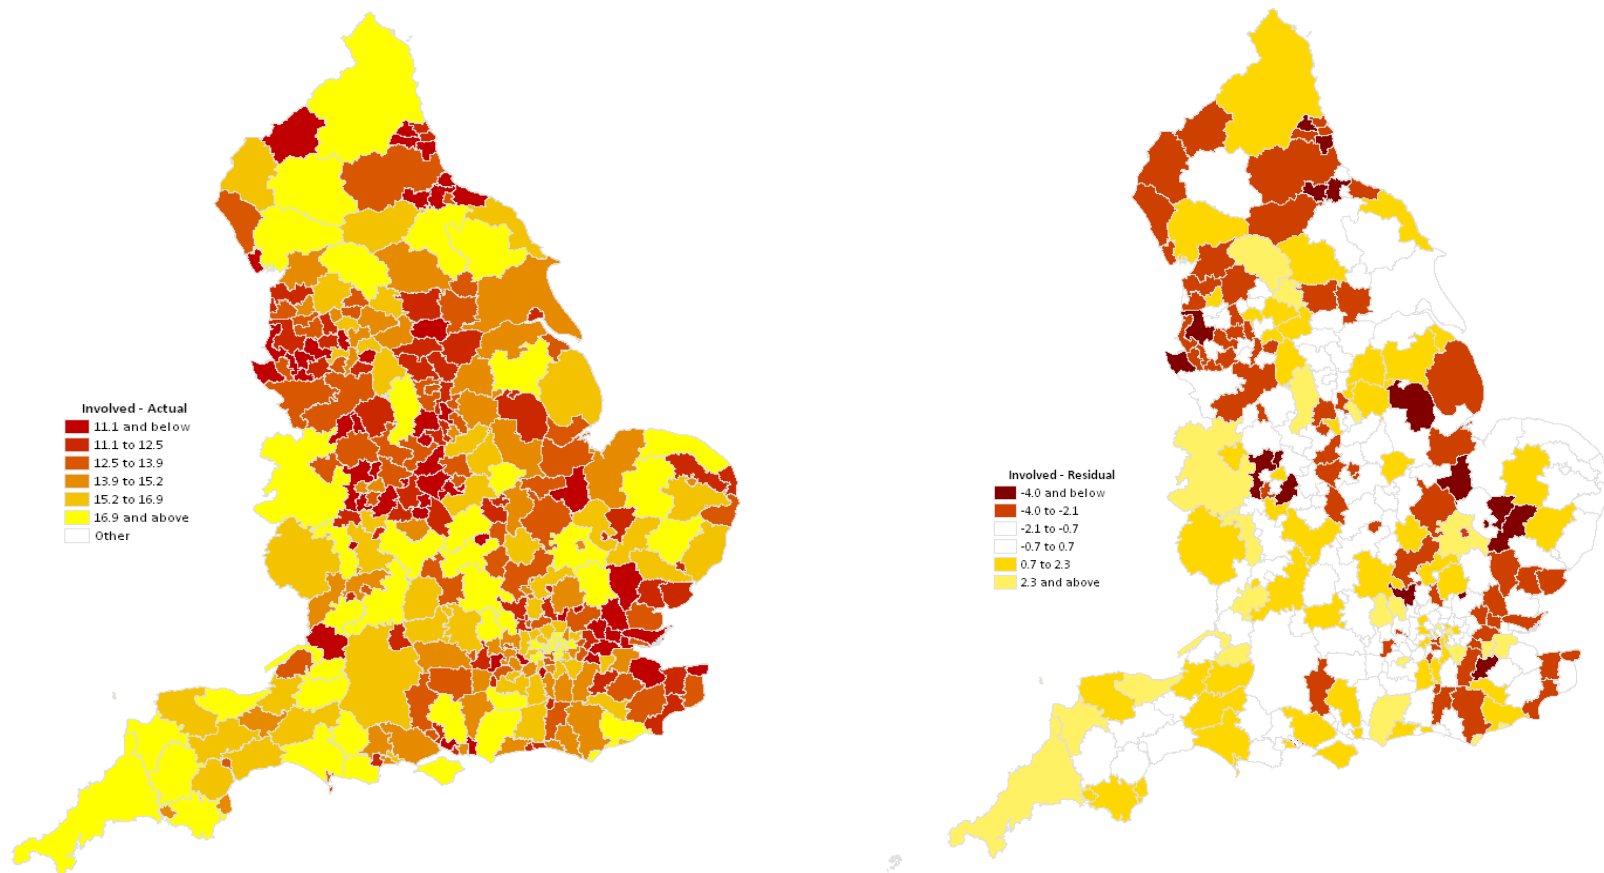 Involved - Actual
11.1 and below
11.1 to 12.5
12.5 to 13.9
13.9 to 15.2
15.2 to 16.9
16.9 and above
Other
Involved - Residual
-4.0 and below
-4.0 to -2.1
-2.1 to -0.7
-0.7 to 0.7
0.7 to 2.3
2.3 and above